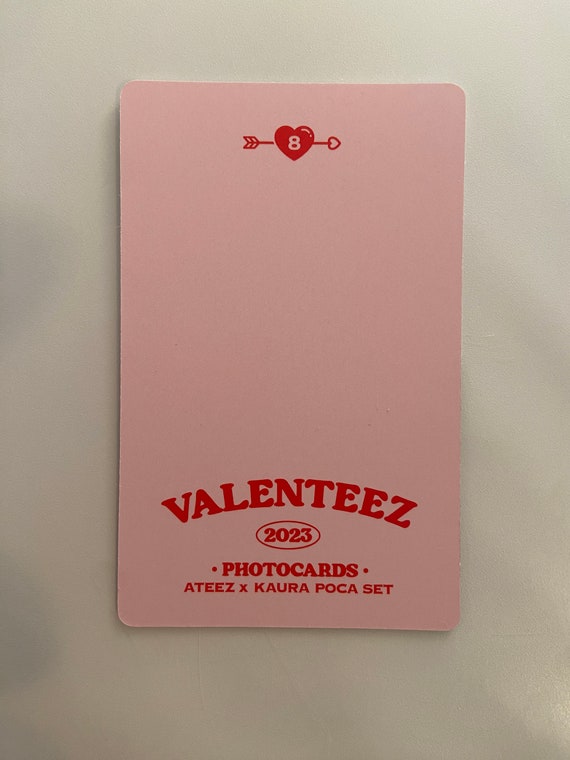 8
VALENTEEZ
2023
• PHOTOCARDS •
ATEEZ x KAURA POCA SET